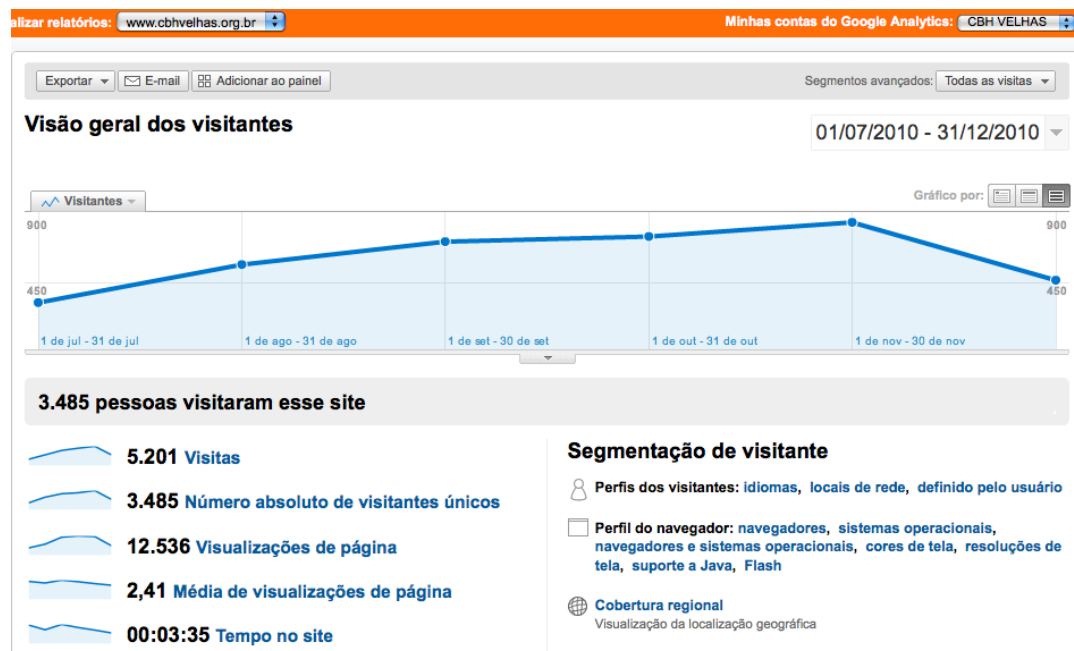 alizar relatórios: www.cbhvelhas.org.br Minhas contas do Google Analytics: CBH VELHAS
Exportar E-mail Adicionar ao painel Segmentos avançados: Todas as visitas
Visão geral dos visitantes
01/07/2010 - 31/12/2010
Visitantes Gráfico por:
900 900
450 450
1 de jul - 31 de jul 1 de ago - 31 de ago 1 de set - 30 de set 1 de out - 31 de out 1 de nov - 30 de nov
3.485 pessoas visitaram esse site
5.201 Visitas
3.485 Número absoluto de visitantes únicos
12.536 Visualizações de página
2,41 Média de visualizações de página
00:03:35 Tempo no site
Segmentação de visitante
Perfis dos visitantes: idiomas, locais de rede, definido pelo usuário
Perfil do navegador: navegadores, sistemas operacionais,
navegadores e sistemas operacionais, cores de tela, resoluções de
tela, suporte a Java, Flash
Cobertura regional
Visualização da localização geográfica